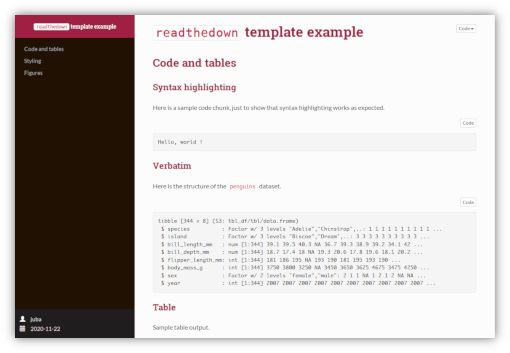 readthedown template example
Code and tables
Styling
Figures
juba
2020-11-22
readthedown template example
Code
Code and tables
Syntax highlighting
Here is a sample code chunk, just to show that syntax highlighting works as expected.
Code
Hello, world !
Verbatim
Here is the structure of the penguins dataset.
Code
tibble [344 × 8] (S3: tbl_df/tbl/data.frame)
$ species : Factor w/ 3 levels "Adelie","Chinstrap",..: 1 1 1 1 1 1 1 1 1 1 ...
$ island : Factor w/ 3 levels "Biscoe","Dream",..: 3 3 3 3 3 3 3 3 3 3 ...
$ bill_length_mm : num [1:344] 39.1 39.5 40.3 NA 36.7 39.3 38.9 39.2 34.1 42 ...
$ bill_depth_mm : num [1:344] 18.7 17.4 18 NA 19.3 20.6 17.8 19.6 18.1 20.2 ...
$ flipper_length_mm: int [1:344] 181 186 195 NA 193 190 181 195 193 190 ...
$ body_mass_g : int [1:344] 3750 3800 3250 NA 3450 3650 3625 4675 3475 4250 ...
$ sex : Factor w/ 2 levels "female","male": 2 1 1 NA 1 2 1 2 NA NA ...
$ year : int [1:344] 2007 2007 2007 2007 2007 2007 2007 2007 2007 2007 ...
Table
Sample table output.